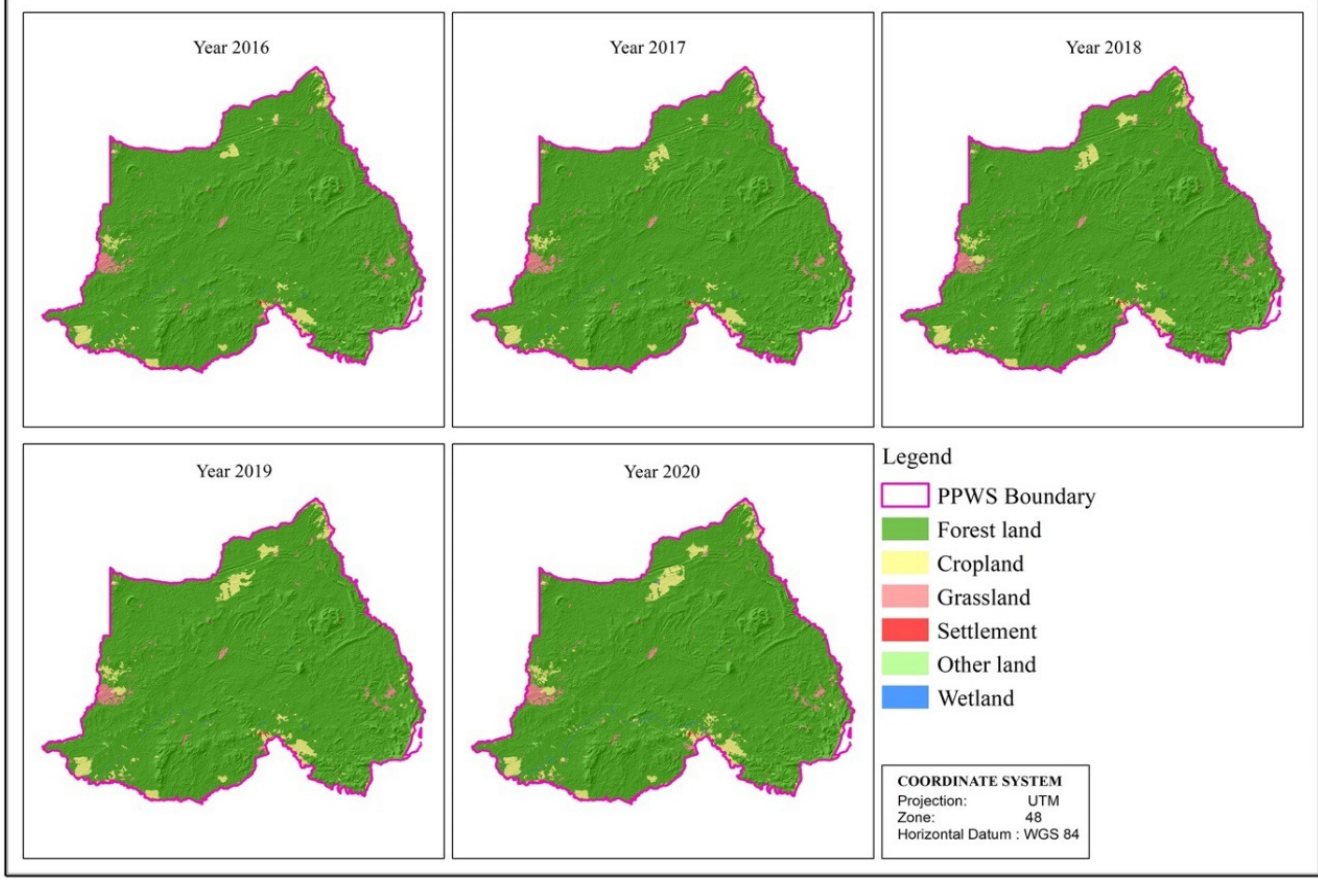 Year 2016
Year 2017
Year 2018
Year 2019
Year 2020
Legend
PPWS Boundary
Forest land
Cropland
Grassland
Settlement
Other land
Wetland
COORDINATE SYSTEM
Projection: UTM
Zone: 48
Horizontal Datum : WGS 84